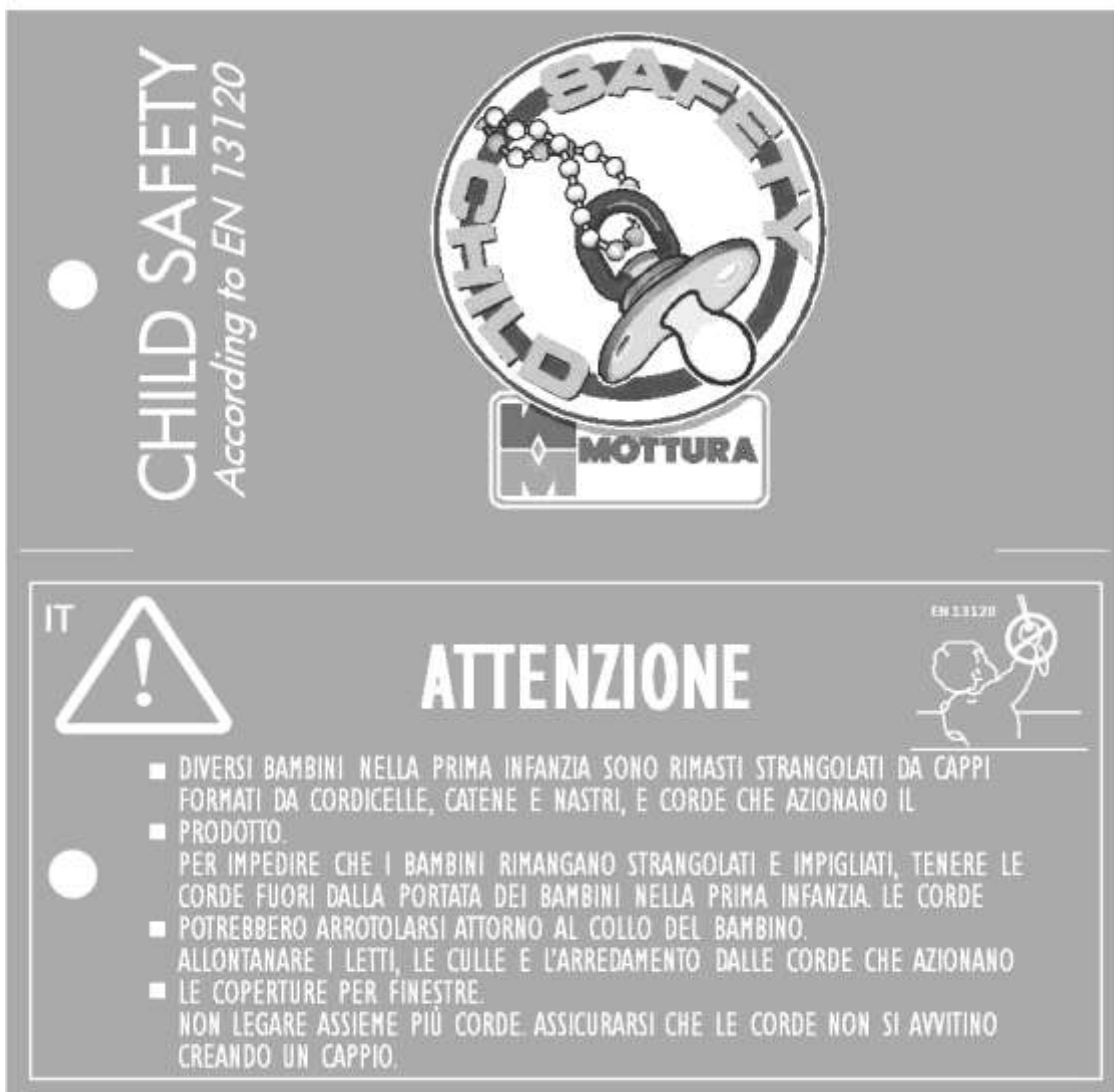 CHILD SAFETY
According to EN 13120
CHILD SAFETY
MOTTURA
IT
ATTENZIONE
EN 13120
■ DIVERSI BAMBINI NELLA PRIMA INFANZIA SONO RIMASTI STRANGOLATI DA CAPPI
FORMATI DA CORDICELLE, CATENE E NASTRI, E CORDE CHE AZIONANO IL
■ PRODOTTO.
PER IMPEDIRE CHE I BAMBINI RIMANGANO STRANGOLATI E IMPIGLIATI, TENERE LE
CORDE FUORI DALLA PORTATA DEI BAMBINI NELLA PRIMA INFANZIA. LE CORDE
■ POTREBBERO ARROTOLARSI ATTORNO AL COLLO DEL BAMBINO.
ALLONTANARE I LETTI, LE CULLE E L'ARREDAMENTO DALLE CORDE CHE AZIONANO
■ LE COPERTURE PER FINESTRE.
NON LEGARE ASSIEME PIÙ CORDE. ASSICURARSI CHE LE CORDE NON SI AVVITINO
CREANDO UN CAPPIO.